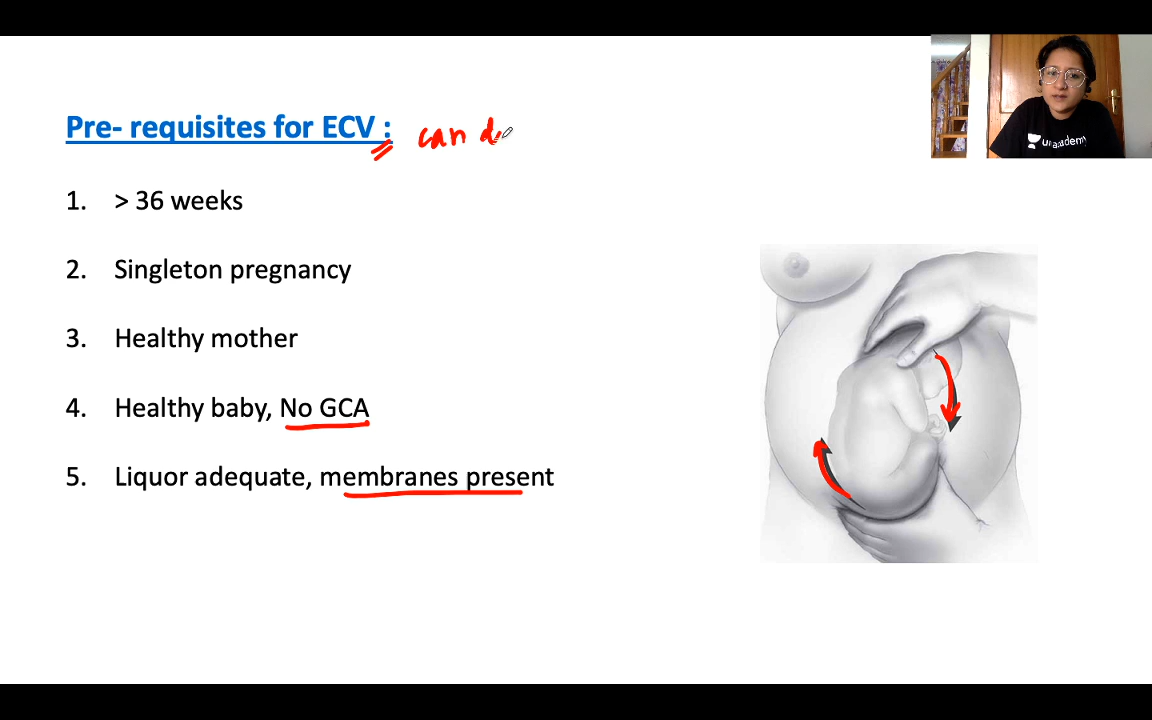 Pre- requisites for ECV : can
1. > 36 weeks
2. Singleton pregnancy
3. Healthy mother
4. Healthy baby, No GCA
5. Liquor adequate, membranes present
unacademy